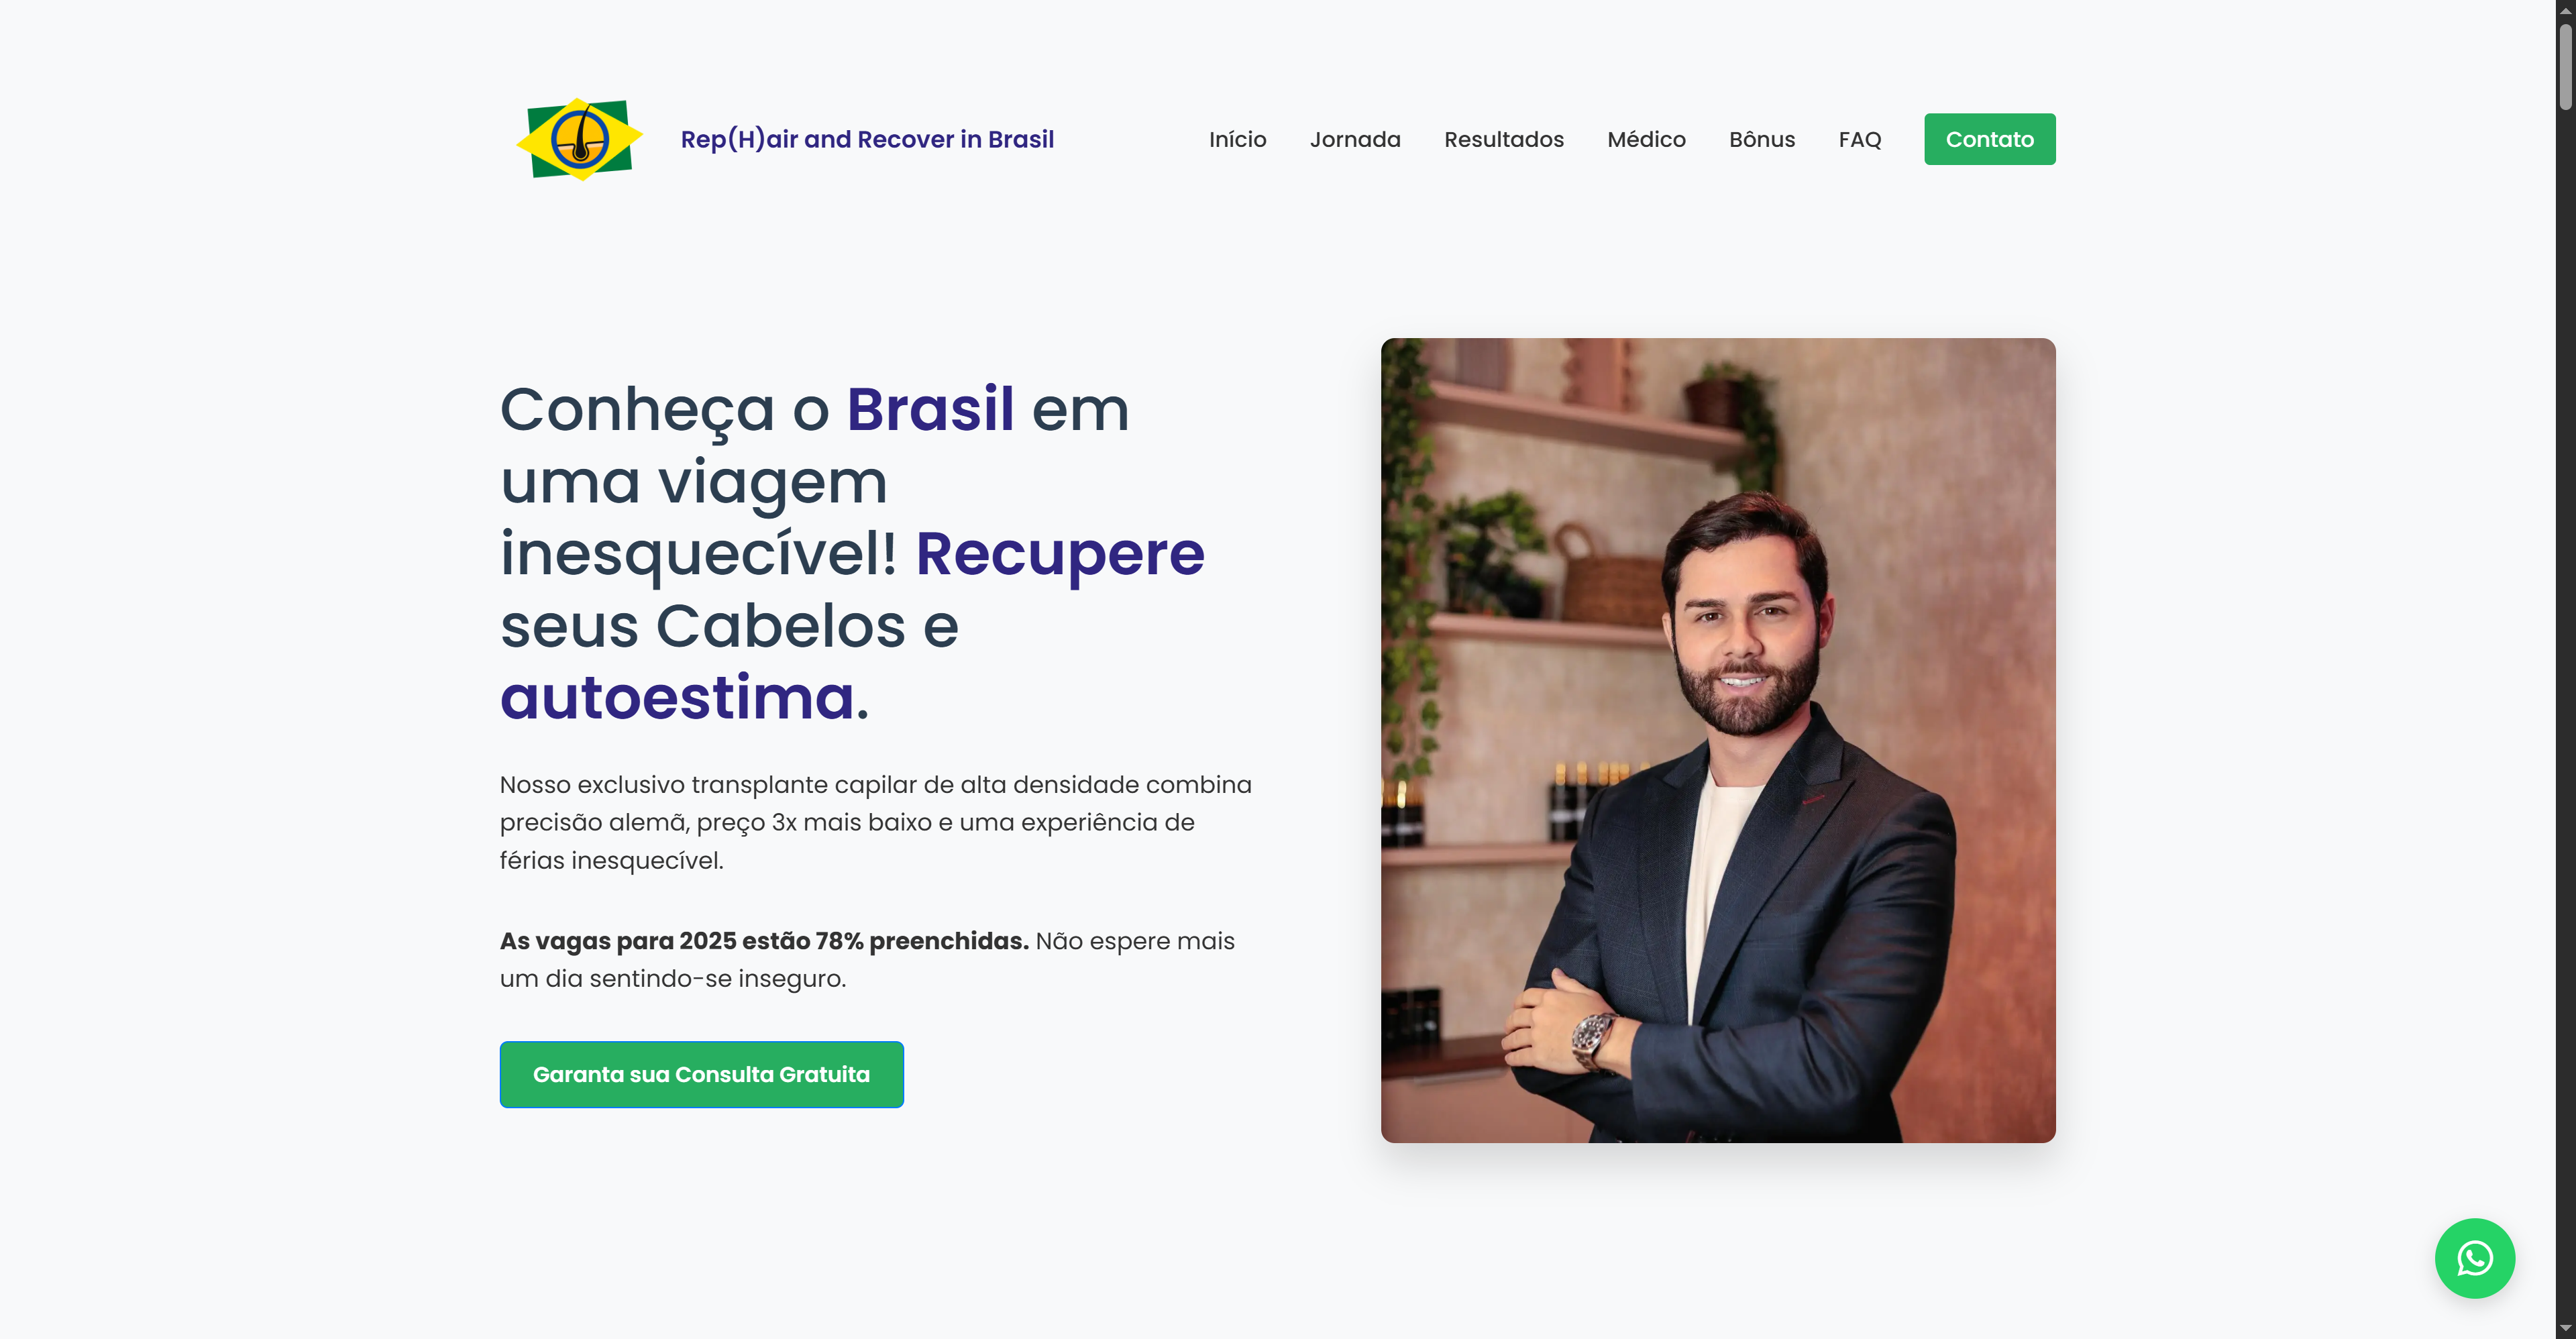 Rep(H)air and Recover in Brasil
Início
Jornada
Resultados
Médico
Bônus
FAQ
Contato
Conheça o Brasil em
uma viagem
inesquecível! Recupere
seus Cabelos e
autoestima.
Nosso exclusivo transplante capilar de alta densidade combina
precisão alemã, preço 3x mais baixo e uma experiência de
férias inesquecível.
As vagas para 2025 estão 78% preenchidas. Não espere mais
um dia sentindo-se inseguro.
Garanta sua Consulta Gratuita